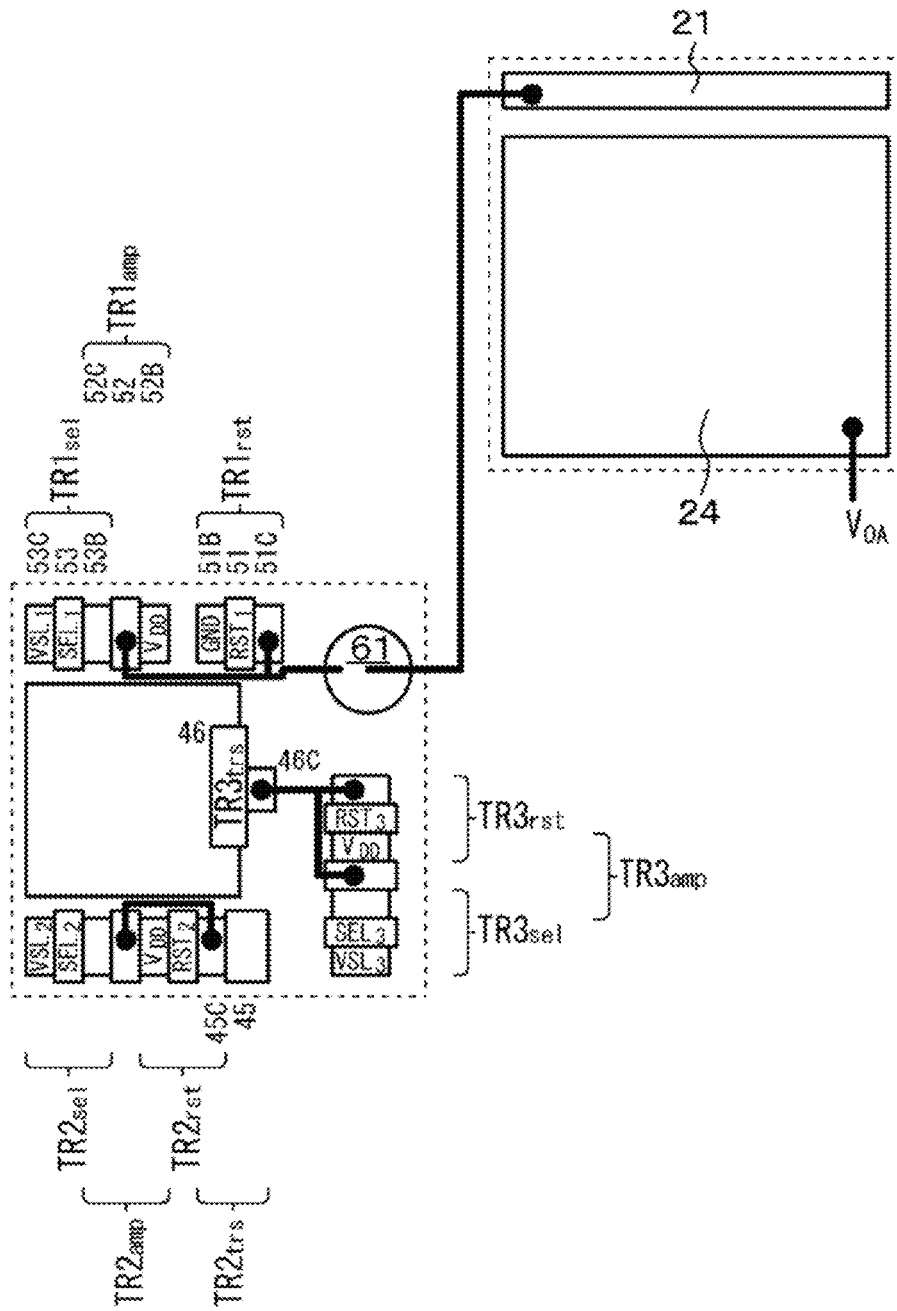 21
24
V0A
TR1amp
52C
52
52B
TR1sel
53C
53
53B
TR1rst
51B
51
51C
VSL1
SEL1
VDD
GND
RST1
61
46
TR3trs
46C
RST3
VDD
SEL3
VSL3
TR3rst
TR3amp
TR3sel
VSL2
SEL2
VDD
RST2
45C
45
TR2sel
TR2rst
TR2amp
TR2trs